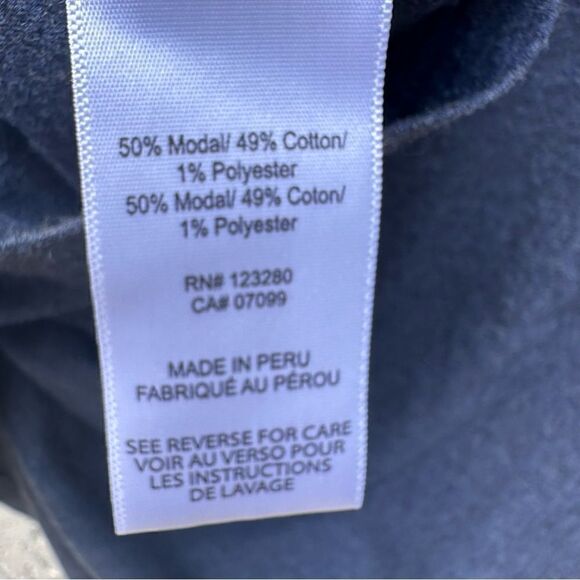 50% Modal/ 49% Cotton/
1% Polyester
50% Modal/ 49% Coton/
1% Polyester
RN# 123280
CA# 07099
MADE IN PERU
FABRIQUÉ AU PÉROU
SEE REVERSE FOR CARE
VOIR AU VERSO POUR
LES INSTRUCTIONS
DE LAVAGE